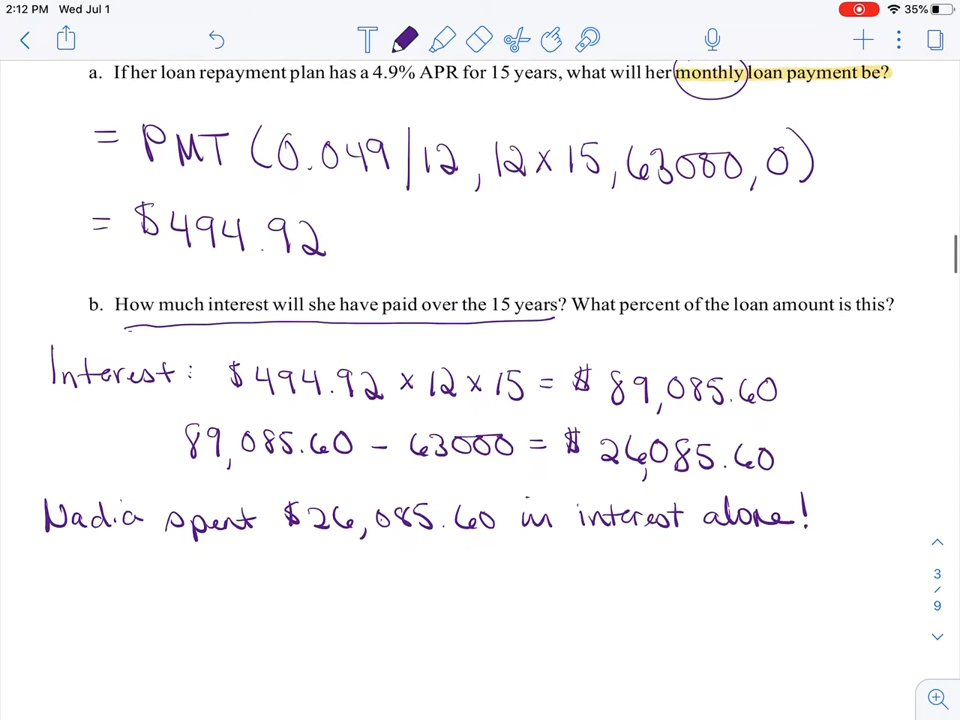 2:12 PM Wed Jul 1 35%
a. If her loan repayment plan has a 4.9% APR for 15 years, what will her monthly loan payment be?
= PMT (0.049/12, 12×15, 63000, 0)
= $494.92
b. How much interest will she have paid over the 15 years? What percent of the loan amount is this?
Interest: $494.92 × 12 × 15 = $89,085.60
89,085.60 - 63000 = $26,085.60
Nadia spent $26,085.60 in interest alone!
3
/
9